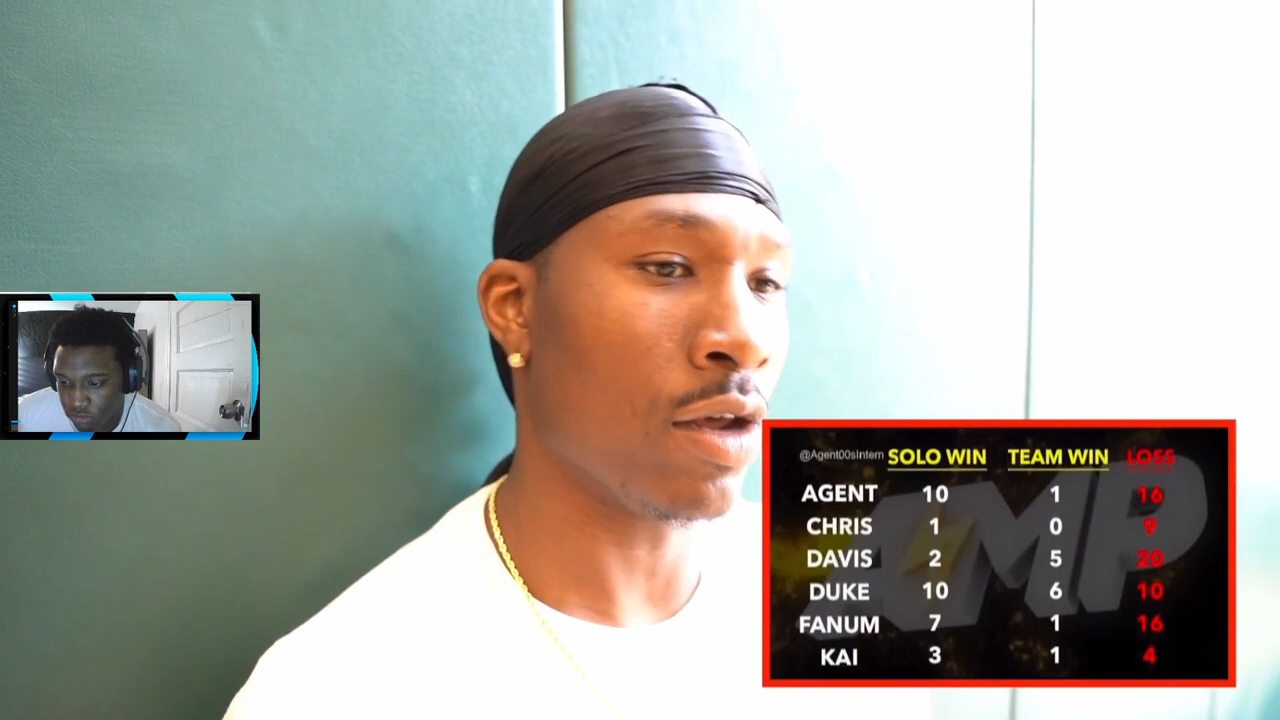 @Agent00sIntern SOLO WIN TEAM WIN LOSS
AGENT 10 1 16
CHRIS 1 0 9
DAVIS 2 5 20
DUKE 10 6 10
FANUM 7 1 16
KAI 3 1 4
AMP